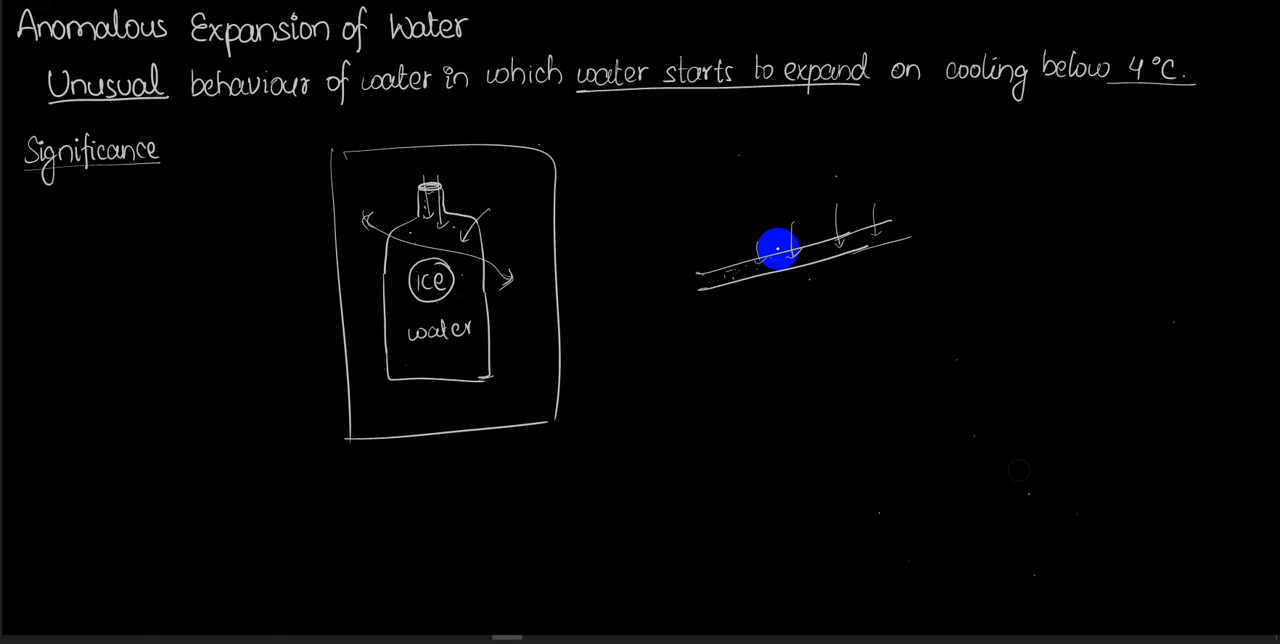 Anomalous Expansion of Water
Unusual behaviour of water in which water starts to expand on cooling below 4°C.
Significance
ice
water